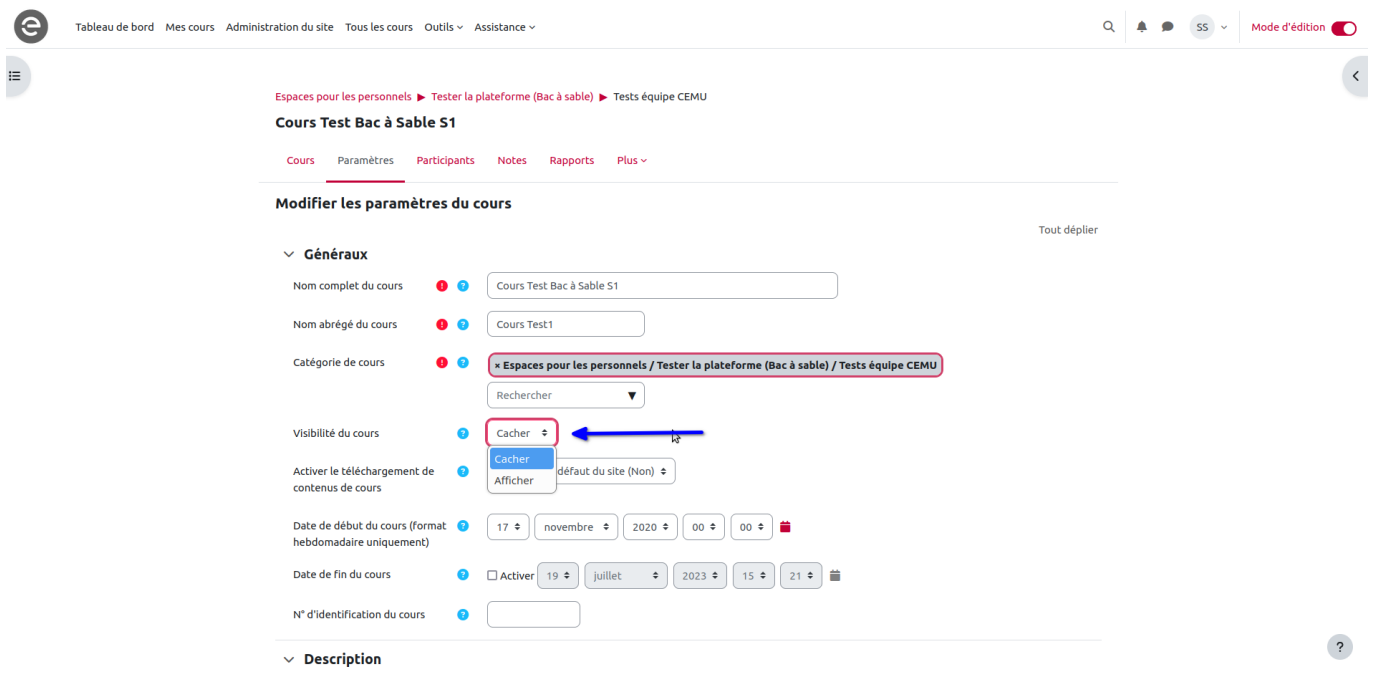 Tableau de bord Mes cours Administration du site Tous les cours Outils Assistance SS Mode d'édition
Espaces pour les personnels ▶ Tester la plateforme (Bac à sable) ▶ Tests équipe CEMU
Cours Test Bac à Sable S1
Cours Paramètres Participants Notes Rapports Plus
Modifier les paramètres du cours
Tout déplier
Généraux
Nom complet du cours ! ? Cours Test Bac à Sable S1
Nom abrégé du cours ! ? Cours Test1
Catégorie de cours ! ? × Espaces pour les personnels / Tester la plateforme (Bac à sable) / Tests équipe CEMU
Rechercher ▼
Visibilité du cours ? Cacher
Cacher
Afficher
Activer le téléchargement de ? défaut du site (Non)
contenus de cours
Date de début du cours (format ? 17 novembre 2020 00 00
hebdomadaire uniquement)
Date de fin du cours ? Activer 19 juillet 2023 15 21
N° d'identification du cours ?
Description
?